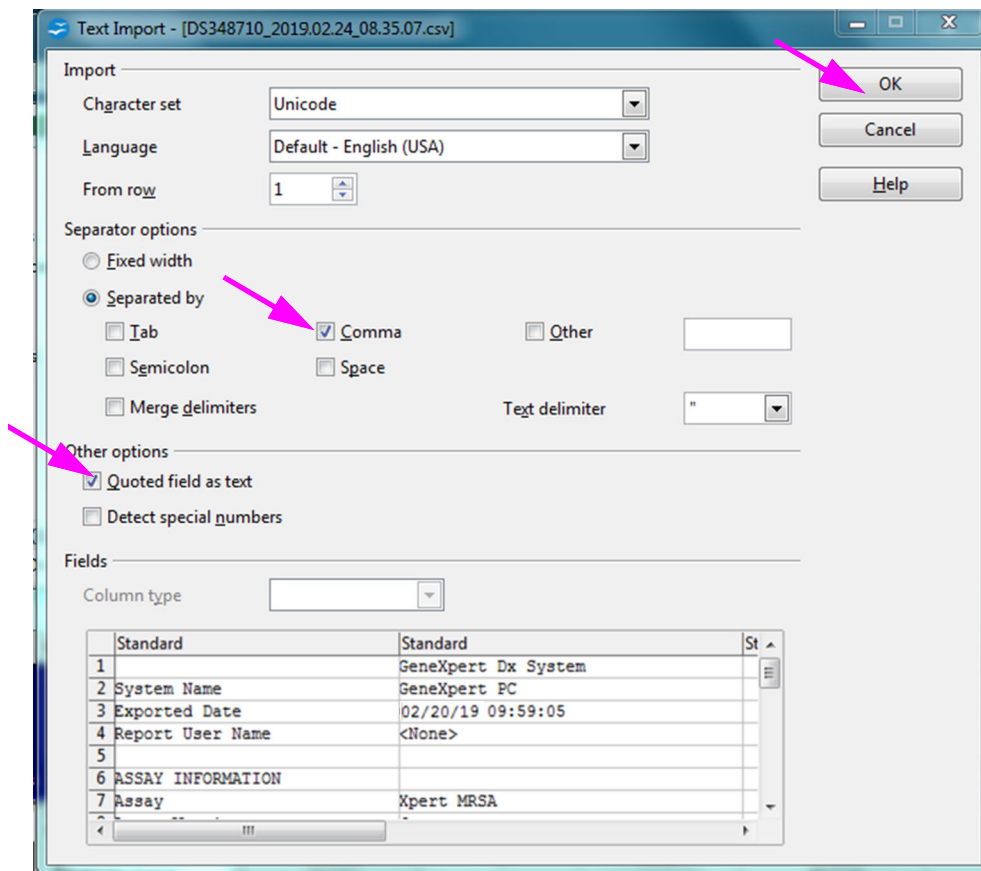 Text Import - [DS348710_2019.02.24_08.35.07.csv]
Import
OK
Character set Unicode
Cancel
Language Default - English (USA)
From row 1
Help
Separator options
Fixed width
Separated by
Tab Comma Other
Semicolon Space
Merge delimiters Text delimiter "
Other options
Quoted field as text
Detect special numbers
Fields
Column type
Standard Standard St
1 GeneXpert Dx System
2 System Name GeneXpert PC
3 Exported Date 02/20/19 09:59:05
4 Report User Name <None>
5
6 ASSAY INFORMATION
7 Assay Xpert MRSA